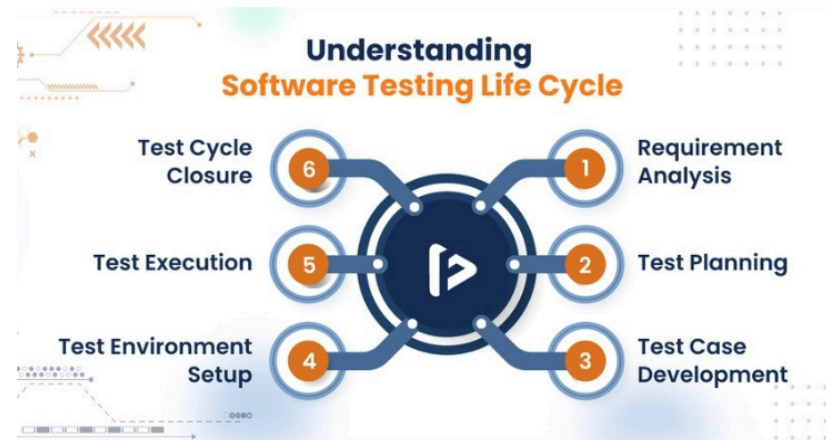 Understanding
Software Testing Life Cycle
1
Requirement
Analysis
2
Test Planning
3
Test Case
Development
4
Test Environment
Setup
5
Test Execution
6
Test Cycle
Closure